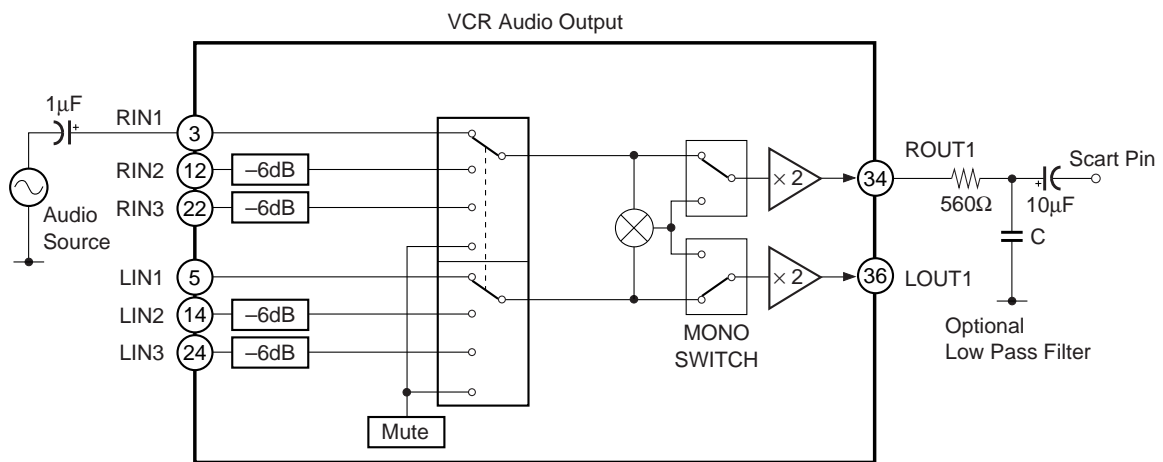 VCR Audio Output
1μF
RIN1
3
RIN2
12
–6dB
RIN3
22
–6dB
Audio
Source
LIN1
5
LIN2
14
–6dB
LIN3
24
–6dB
Mute
MONO
SWITCH
× 2
34
ROUT1
× 2
36
LOUT1
560Ω
+
10μF
Scart Pin
C
Optional
Low Pass Filter
+